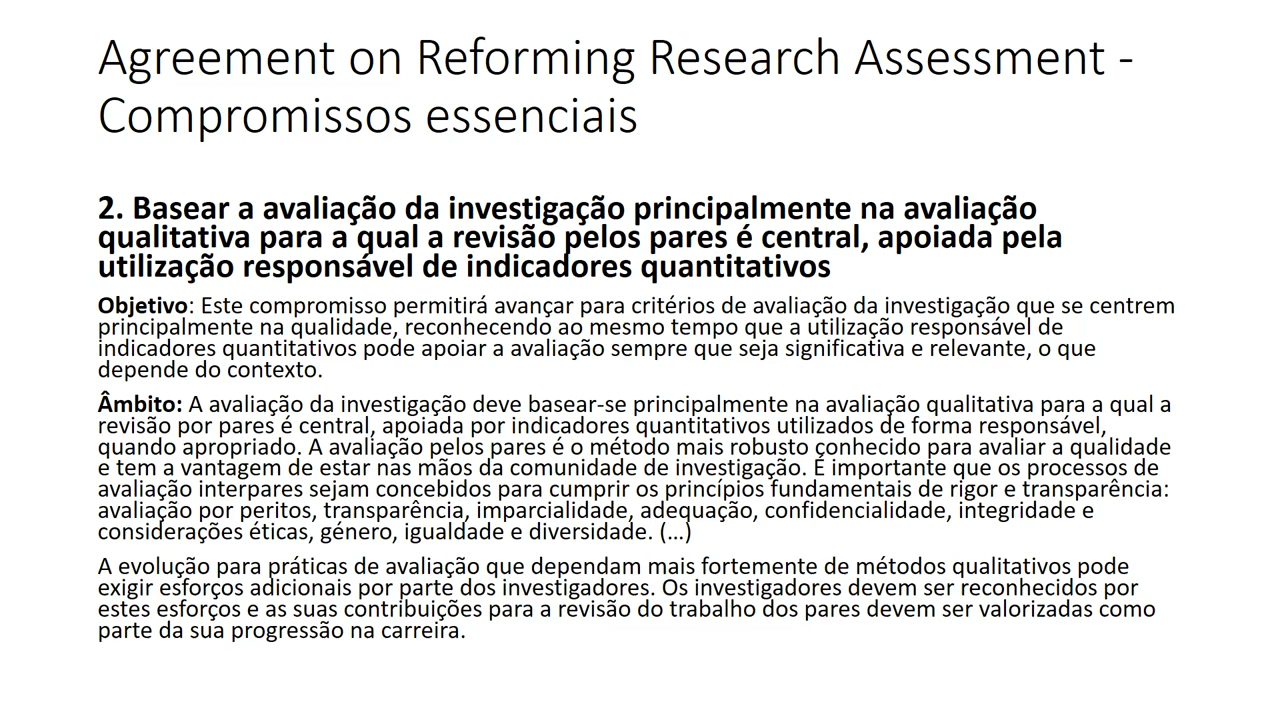 Agreement on Reforming Research Assessment -
Compromissos essenciais
2. Basear a avaliação da investigação principalmente na avaliação
qualitativa para a qual a revisão pelos pares é central, apoiada pela
utilização responsável de indicadores quantitativos
Objetivo: Este compromisso permitirá avançar para critérios de avaliação da investigação que se centrem
principalmente na qualidade, reconhecendo ao mesmo tempo que a utilização responsável de
indicadores quantitativos pode apoiar a avaliação sempre que seja significativa e relevante, o que
depende do contexto.
Âmbito: A avaliação da investigação deve basear-se principalmente na avaliação qualitativa para a qual a
revisão por pares é central, apoiada por indicadores quantitativos utilizados de forma responsável,
quando apropriado. A avaliação pelos pares é o método mais robusto conhecido para avaliar a qualidade
e tem a vantagem de estar nas mãos da comunidade de investigação. É importante que os processos de
avaliação interpares sejam concebidos para cumprir os princípios fundamentais de rigor e transparência:
avaliação por peritos, transparência, imparcialidade, adequação, confidencialidade, integridade e
considerações éticas, género, igualdade e diversidade. (…)
A evolução para práticas de avaliação que dependam mais fortemente de métodos qualitativos pode
exigir esforços adicionais por parte dos investigadores. Os investigadores devem ser reconhecidos por
estes esforços e as suas contribuições para a revisão do trabalho dos pares devem ser valorizadas como
parte da sua progressão na carreira.